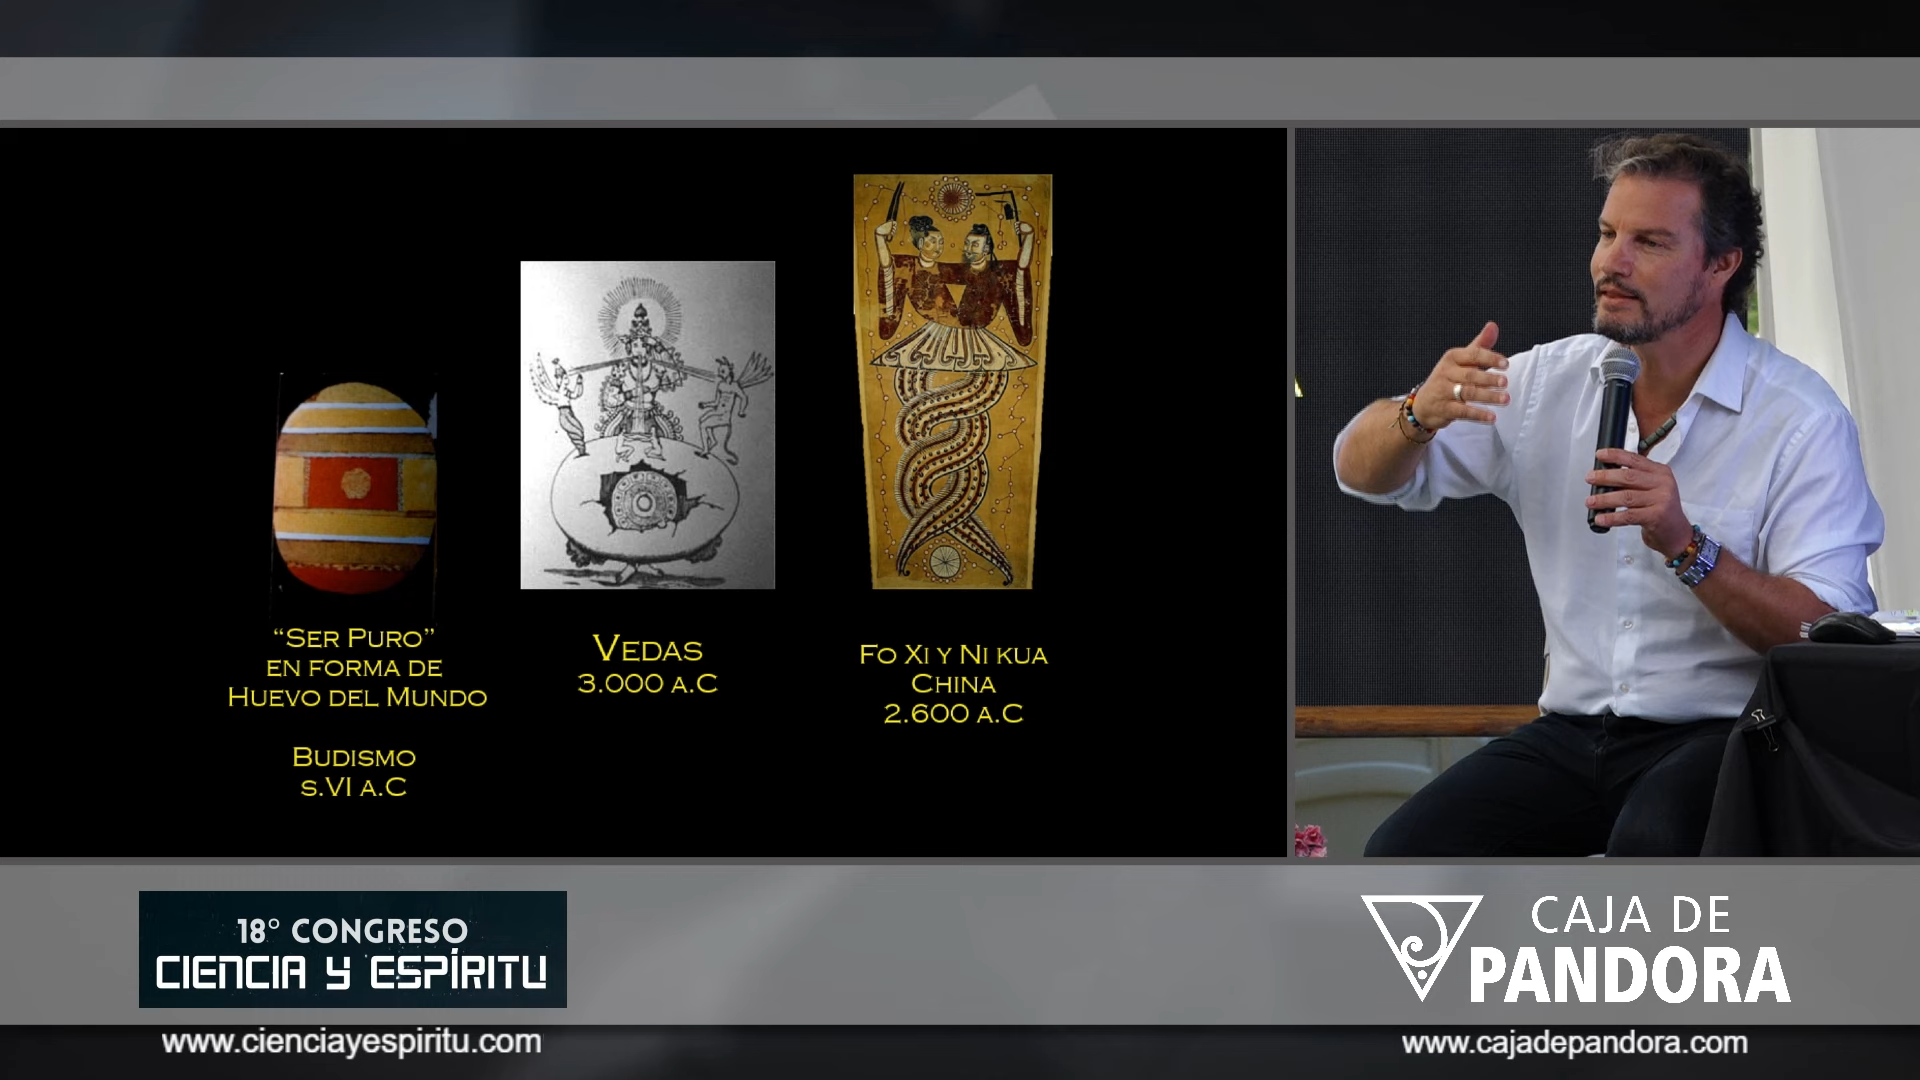 “Ser Puro”
en forma de
Huevo del Mundo
Budismo
s.VI a.C
Vedas
3.000 a.C
Fo Xi y Ni kua
China
2.600 a.C
18º CONGRESO
CIENCIA Y ESPÍRITU
www.cienciayespiritu.com
CAJA DE
PANDORA
www.cajadepandora.com